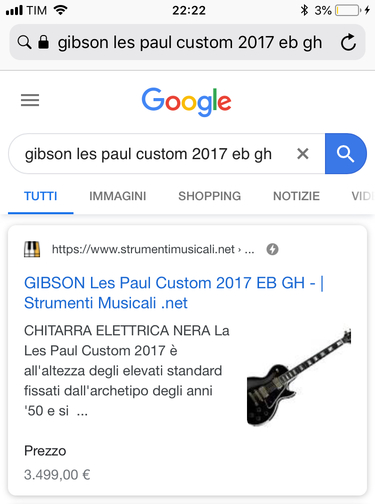 TIM 22:22 3%
gibson les paul custom 2017 eb gh
Google
gibson les paul custom 2017 eb gh
TUTTI IMMAGINI SHOPPING NOTIZIE VID
https://www.strumentimusicali.net › ...
GIBSON Les Paul Custom 2017 EB GH - |
Strumenti Musicali .net
CHITARRA ELETTRICA NERA La
Les Paul Custom 2017 è
all'altezza degli elevati standard
fissati dall'archetipo degli anni
'50 e si ...
Prezzo
3.499,00 €